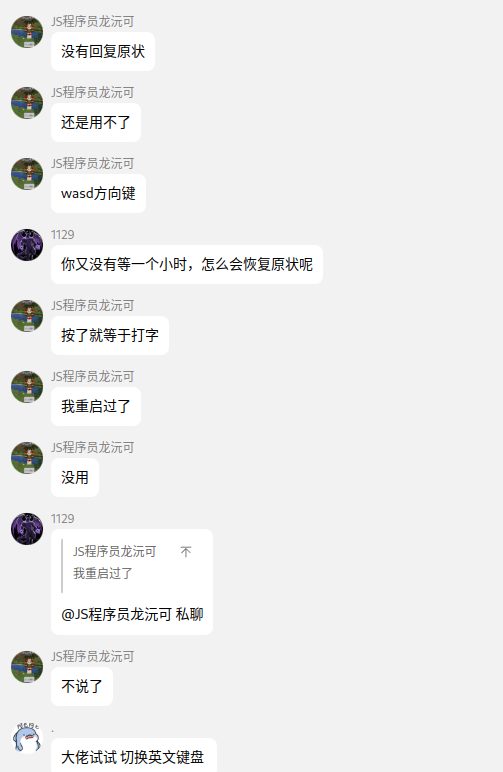 JS程序员龙沅可
没有回复原状
JS程序员龙沅可
还是用不了
JS程序员龙沅可
wasd方向键
1129
你又没有等一个小时，怎么会恢复原状呢
JS程序员龙沅可
按了就等于打字
JS程序员龙沅可
我重启过了
JS程序员龙沅可
没用
1129
JS程序员龙沅可
我重启过了
@JS程序员龙沅可 私聊
JS程序员龙沅可
不说了
.
大佬试试 切换英文键盘